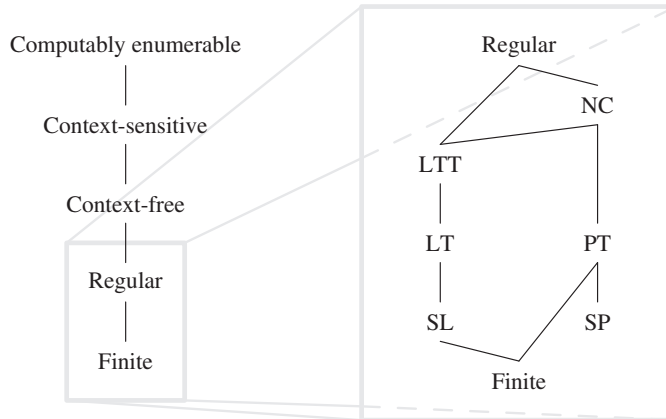 Computably enumerable
Context-sensitive
Context-free
Regular
Finite
Regular
NC
LTT
LT
PT
SL
SP
Finite